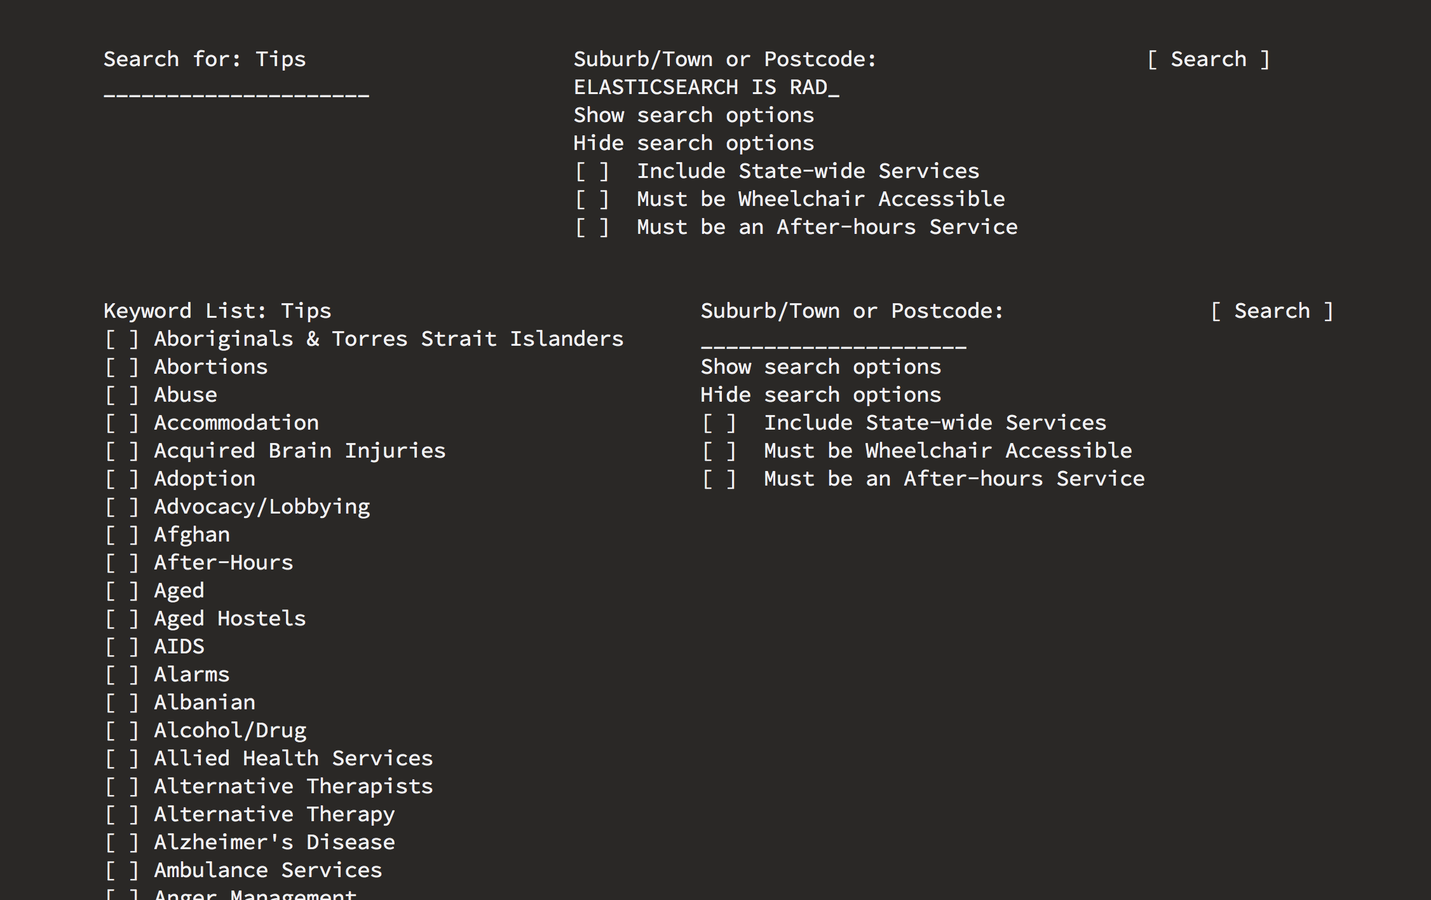 Search for: Tips Suburb/Town or Postcode: [ Search ]
_____________________ ELASTICSEARCH IS RAD_
Show search options
Hide search options
[ ] Include State-wide Services
[ ] Must be Wheelchair Accessible
[ ] Must be an After-hours Service
Keyword List: Tips Suburb/Town or Postcode: [ Search ]
[ ] Aboriginals & Torres Strait Islanders _____________________
[ ] Abortions Show search options
[ ] Abuse Hide search options
[ ] Accommodation [ ] Include State-wide Services
[ ] Acquired Brain Injuries [ ] Must be Wheelchair Accessible
[ ] Adoption [ ] Must be an After-hours Service
[ ] Advocacy/Lobbying
[ ] Afghan
[ ] After-Hours
[ ] Aged
[ ] Aged Hostels
[ ] AIDS
[ ] Alarms
[ ] Albanian
[ ] Alcohol/Drug
[ ] Allied Health Services
[ ] Alternative Therapists
[ ] Alternative Therapy
[ ] Alzheimer's Disease
[ ] Ambulance Services
[ ] Anger Management